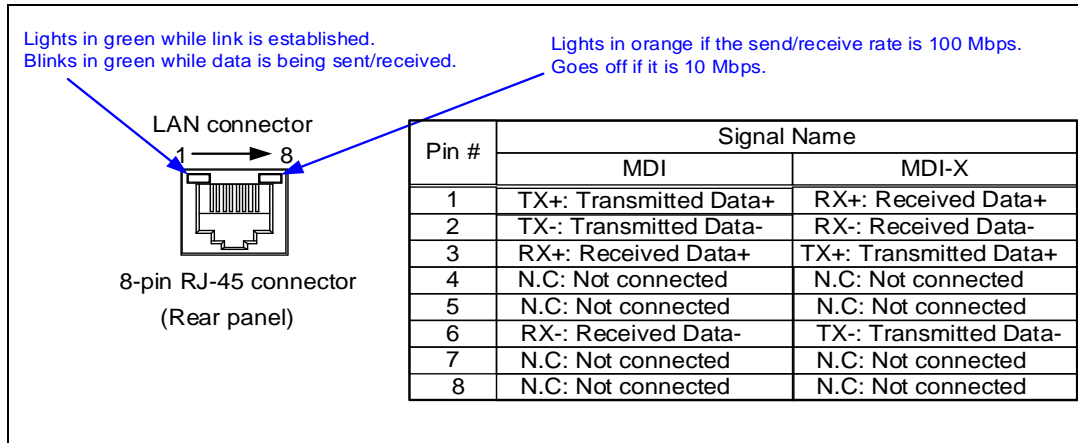 Lights in green while link is established.
Blinks in green while data is being sent/received.
Lights in orange if the send/receive rate is 100 Mbps.
Goes off if it is 10 Mbps.
LAN connector
1 8
8-pin RJ-45 connector
(Rear panel)
Pin # Signal Name
MDI MDI-X
1 TX+: Transmitted Data+ RX+: Received Data+
2 TX-: Transmitted Data- RX-: Received Data-
3 RX+: Received Data+ TX+: Transmitted Data+
4 N.C: Not connected N.C: Not connected
5 N.C: Not connected N.C: Not connected
6 RX-: Received Data- TX-: Transmitted Data-
7 N.C: Not connected N.C: Not connected
8 N.C: Not connected N.C: Not connected